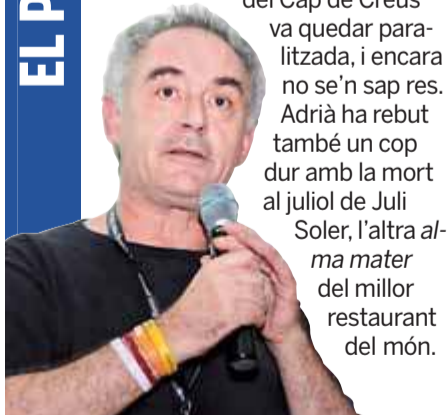 EL P
del Cap de Creus
va quedar para-
litzada, i encara
no se'n sap res.
Adrià ha rebut
també un cop
dur amb la mort
al juliol de Juli
Soler, l'altra al-
ma mater
del millor
restaurant
del món.